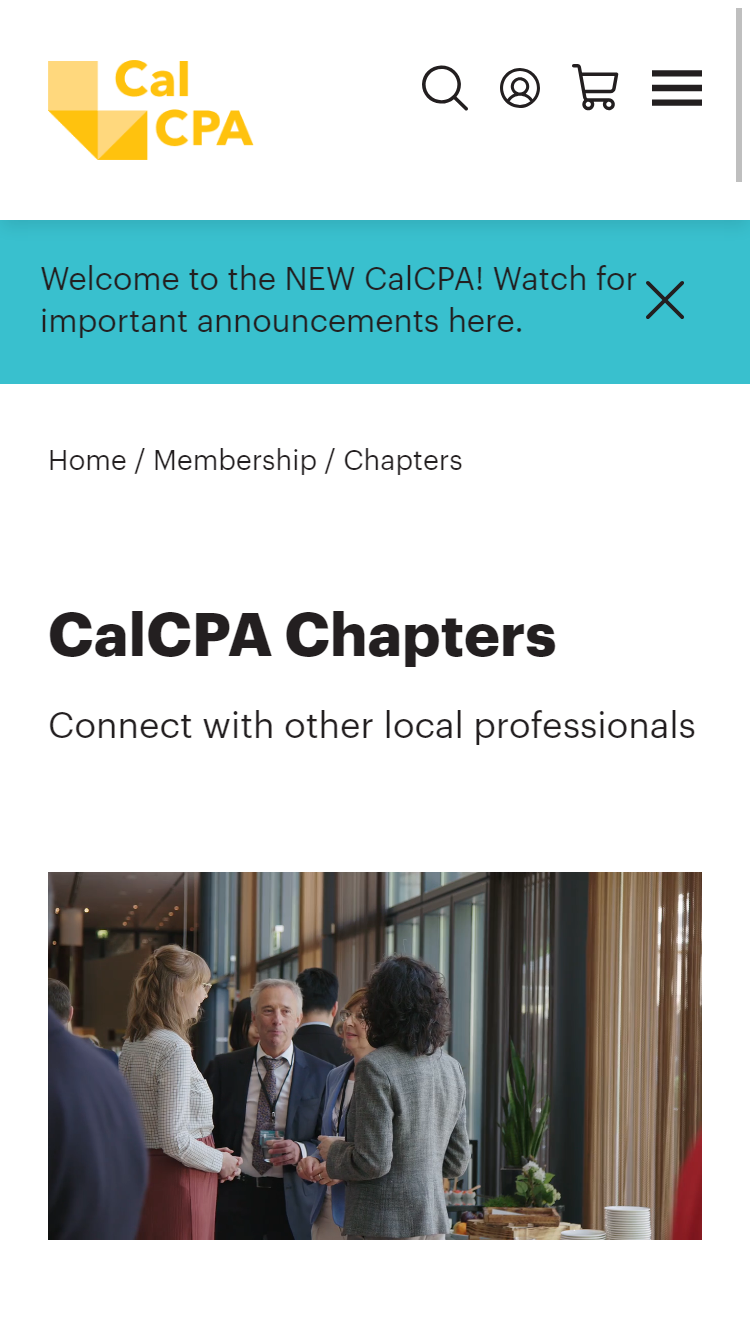 Cal
CPA
Welcome to the NEW CalCPA! Watch for
important announcements here.
Home / Membership / Chapters
CalCPA Chapters
Connect with other local professionals